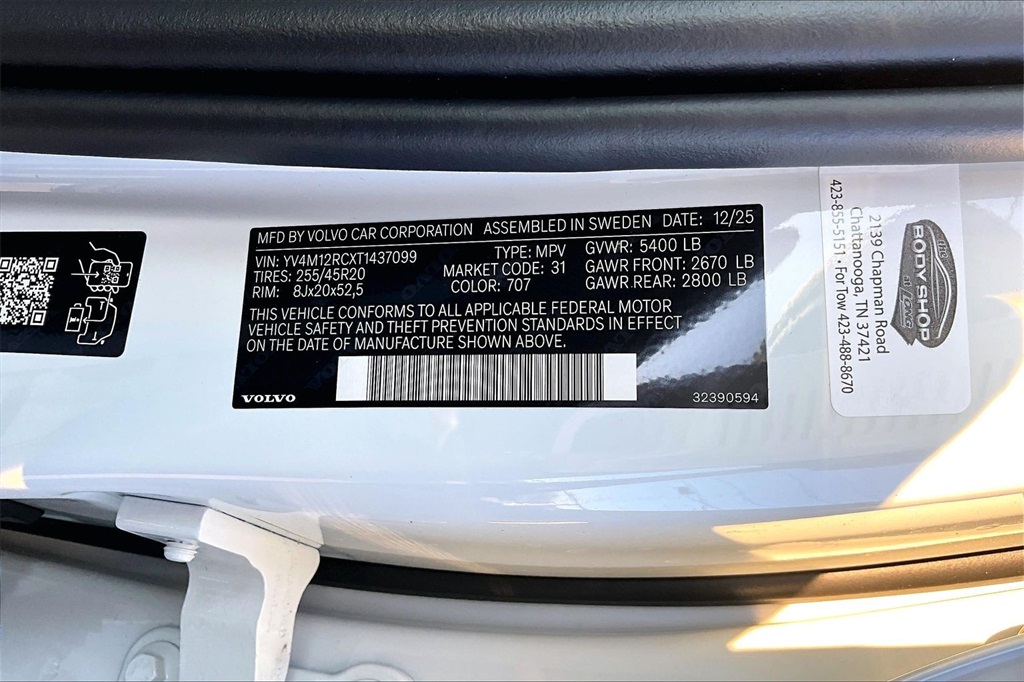 MFD BY VOLVO CAR CORPORATION ASSEMBLED IN SWEDEN DATE: 12/25
VIN: YV4M12RCXT1437099 TYPE: MPV GVWR: 5400 LB
TIRES: 255/45R20 MARKET CODE: 31 GAWR FRONT: 2670 LB
RIM: 8Jx20x52,5 COLOR: 707 GAWR REAR: 2800 LB
THIS VEHICLE CONFORMS TO ALL APPLICABLE FEDERAL MOTOR
VEHICLE SAFETY AND THEFT PREVENTION STANDARDS IN EFFECT
ON THE DATE OF MANUFACTURE SHOWN ABOVE.
VOLVO 32390594
THE
BODY SHOP
2139 Chapman Road
Chattanooga, TN 37421
423-855-5151 · For Tow 423-488-8670